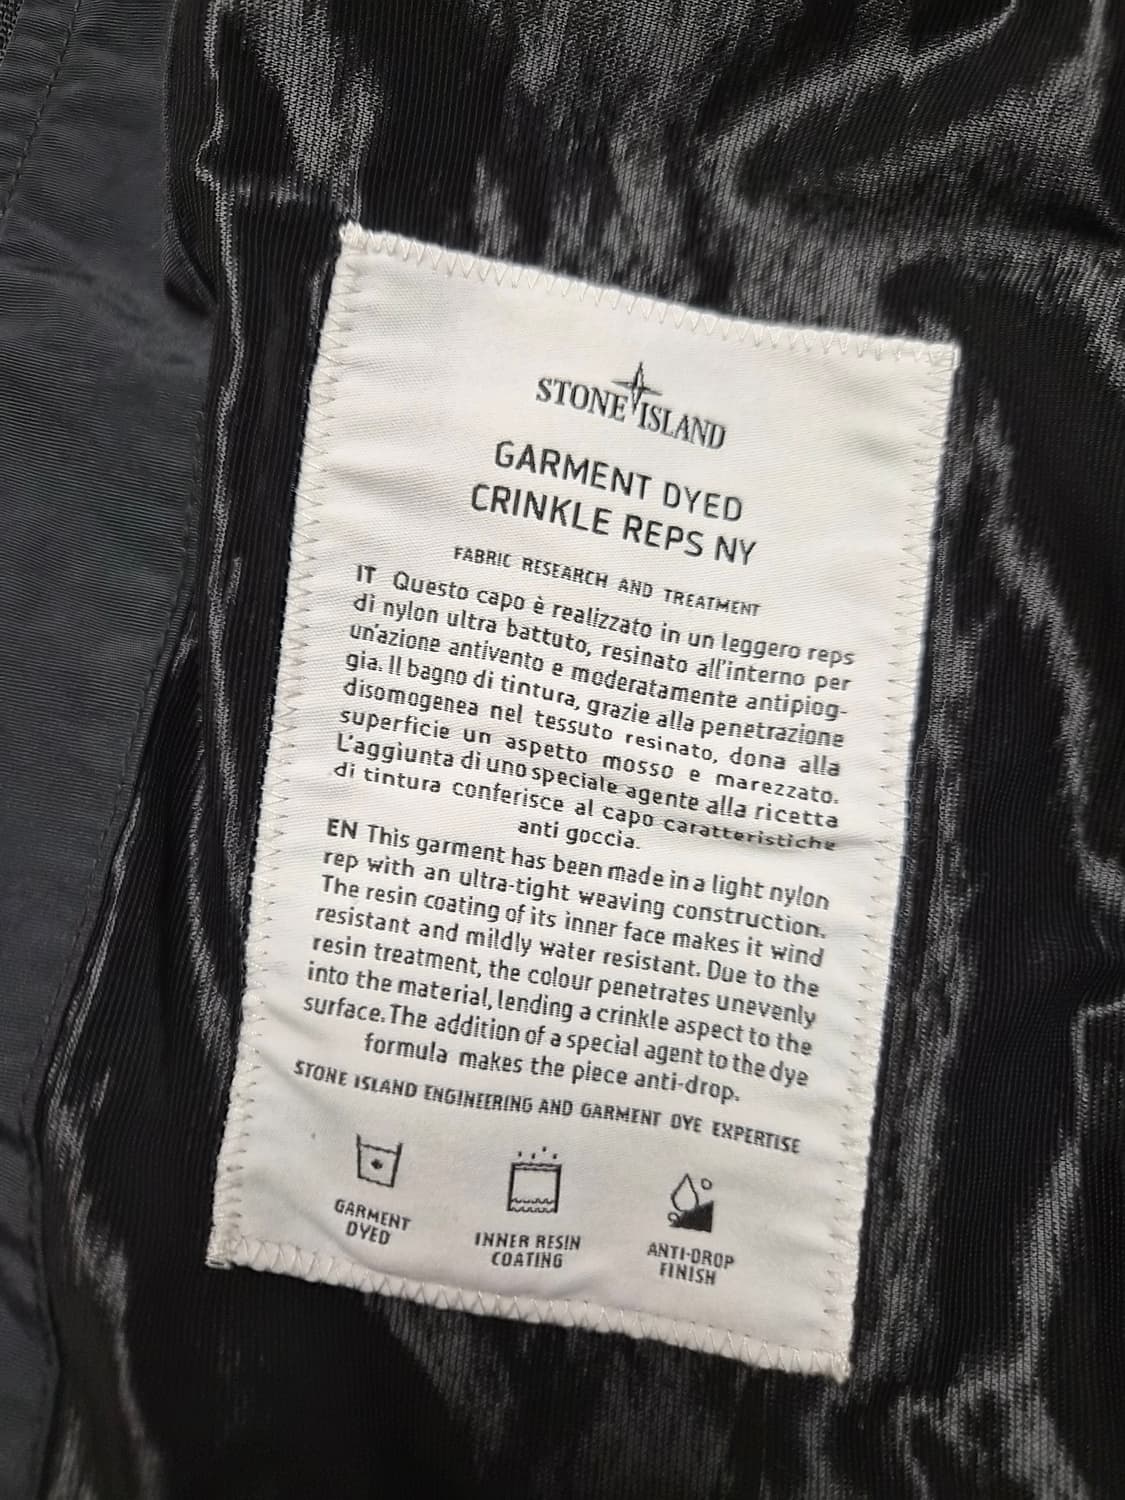 STONE ISLAND
GARMENT DYED
CRINKLE REPS NY
FABRIC RESEARCH AND TREATMENT
IT Questo capo è realizzato in un leggero reps
di nylon ultra battuto, resinato all'interno per
un'azione antivento e moderatamente antipiog-
gia. Il bagno di tintura, grazie alla penetrazione
disomogenea nel tessuto resinato, dona alla
superficie un aspetto mosso e marezzato.
L'aggiunta di uno speciale agente alla ricetta
di tintura conferisce al capo caratteristiche
anti goccia.
EN This garment has been made in a light nylon
rep with an ultra-tight weaving construction.
The resin coating of its inner face makes it wind
resistant and mildly water resistant. Due to the
resin treatment, the colour penetrates unevenly
into the material, lending a crinkle aspect to the
surface. The addition of a special agent to the dye
formula makes the piece anti-drop.
STONE ISLAND ENGINEERING AND GARMENT DYE EXPERTISE
GARMENT
DYED
INNER RESIN
COATING
ANTI-DROP
FINISH